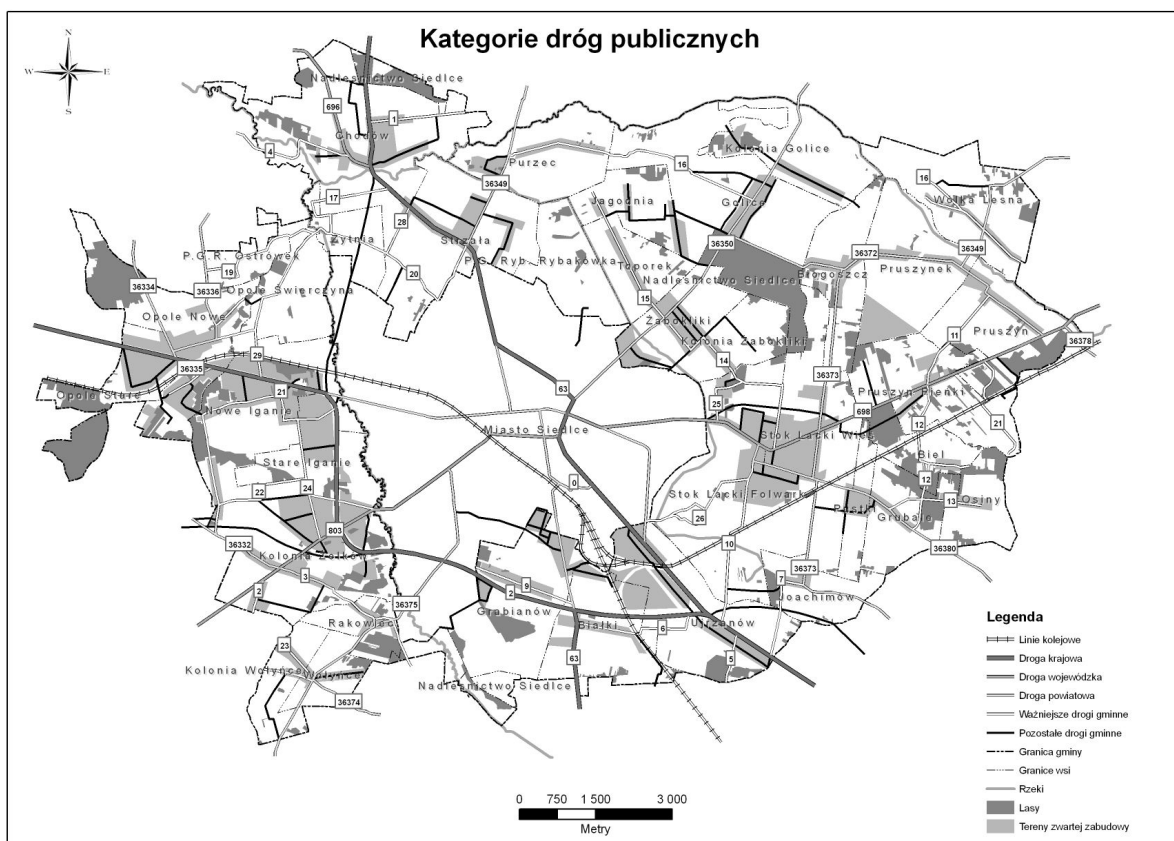 Kategorie dróg publicznych
N
W E
S
Nadleśnictwo Siedlce
696
1
Chodów
4
Purzec
36349
16
Kolonia Golice
16
Wólka Leśna
17
28
Jagodnia
Golice
Żytnia
Strzała
36350
36349
36372
P.G.R. Ostrówek
19
20
P.G. Ryb. Rybakówka
Toporek
Błogoszcz
Pruszynek
Nadleśnictwo Siedlce
36334
36336
Opole Świerczyna
15
Opole Nowe
Żabokliki
Pruszyn
11
Kolonia Żabokliki
36378
29
36335
14
36373
21
63
Opole Stare
Pruszyn Pieńki
Nowe Iganie
25
698
Miasto Siedlce
12
21
Stok Lacki Wieś
Stare Iganie
Biel
22
24
0
12
Stok Lacki Folwark
13
Osiny
Postki
Grubale
26
803
36332
10
36380
Kolonia Żołków
3
2
9
2
36373
7
Joachimów
36375
Grabianów
Rakowiec
Białki
6
Ujrzanów
23
63
5
Kolonia Wołyńce
Wołyńce
Nadleśnictwo Siedlce
36374
Legenda
Linie kolejowe
Droga krajowa
Droga wojewódzka
Droga powiatowa
Ważniejsze drogi gminne
Pozostałe drogi gminne
Granica gminy
Granice wsi
Rzeki
Lasy
Tereny zwartej zabudowy
0 750 1 500 3 000
Metry